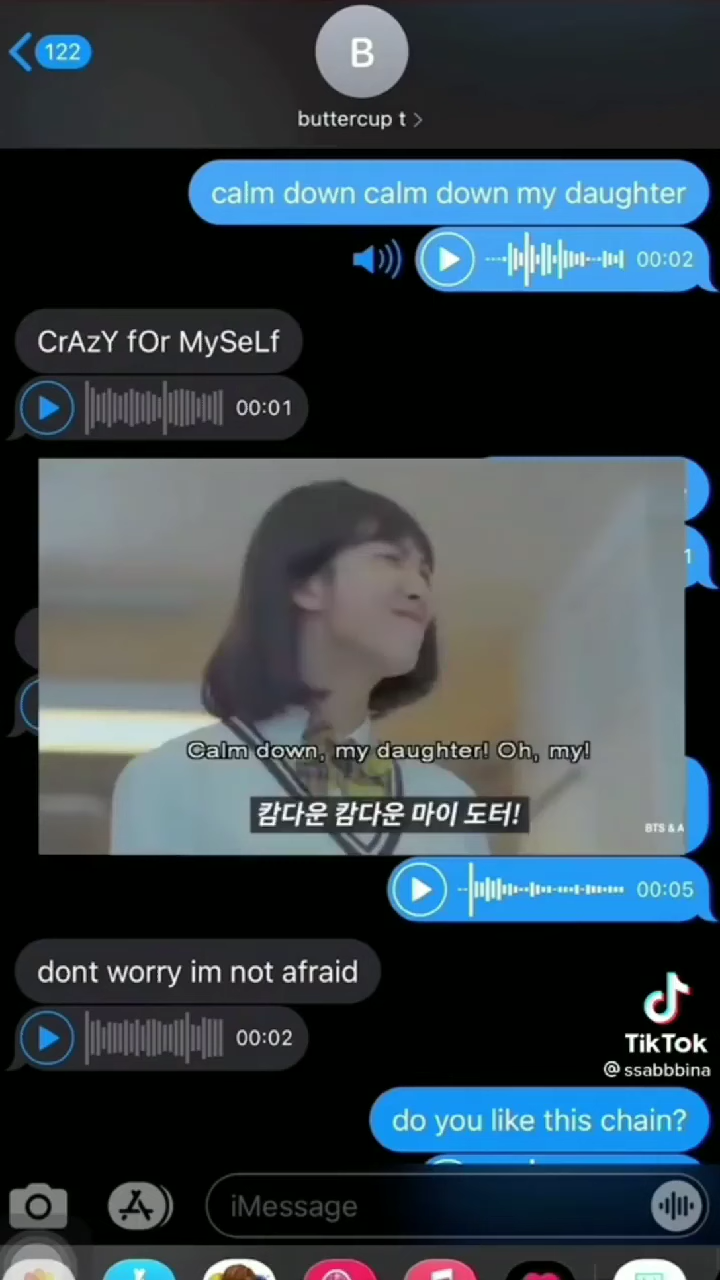 122
B
buttercup t >
calm down calm down my daughter
00:02
CrAzY fOr MySeLf
00:01
1
Calm down, my daughter! Oh, my!
캄다운 캄다운 마이 도터!
BTS & A
00:05
dont worry im not afraid
00:02
TikTok
@ssabbbina
do you like this chain?
iMessage